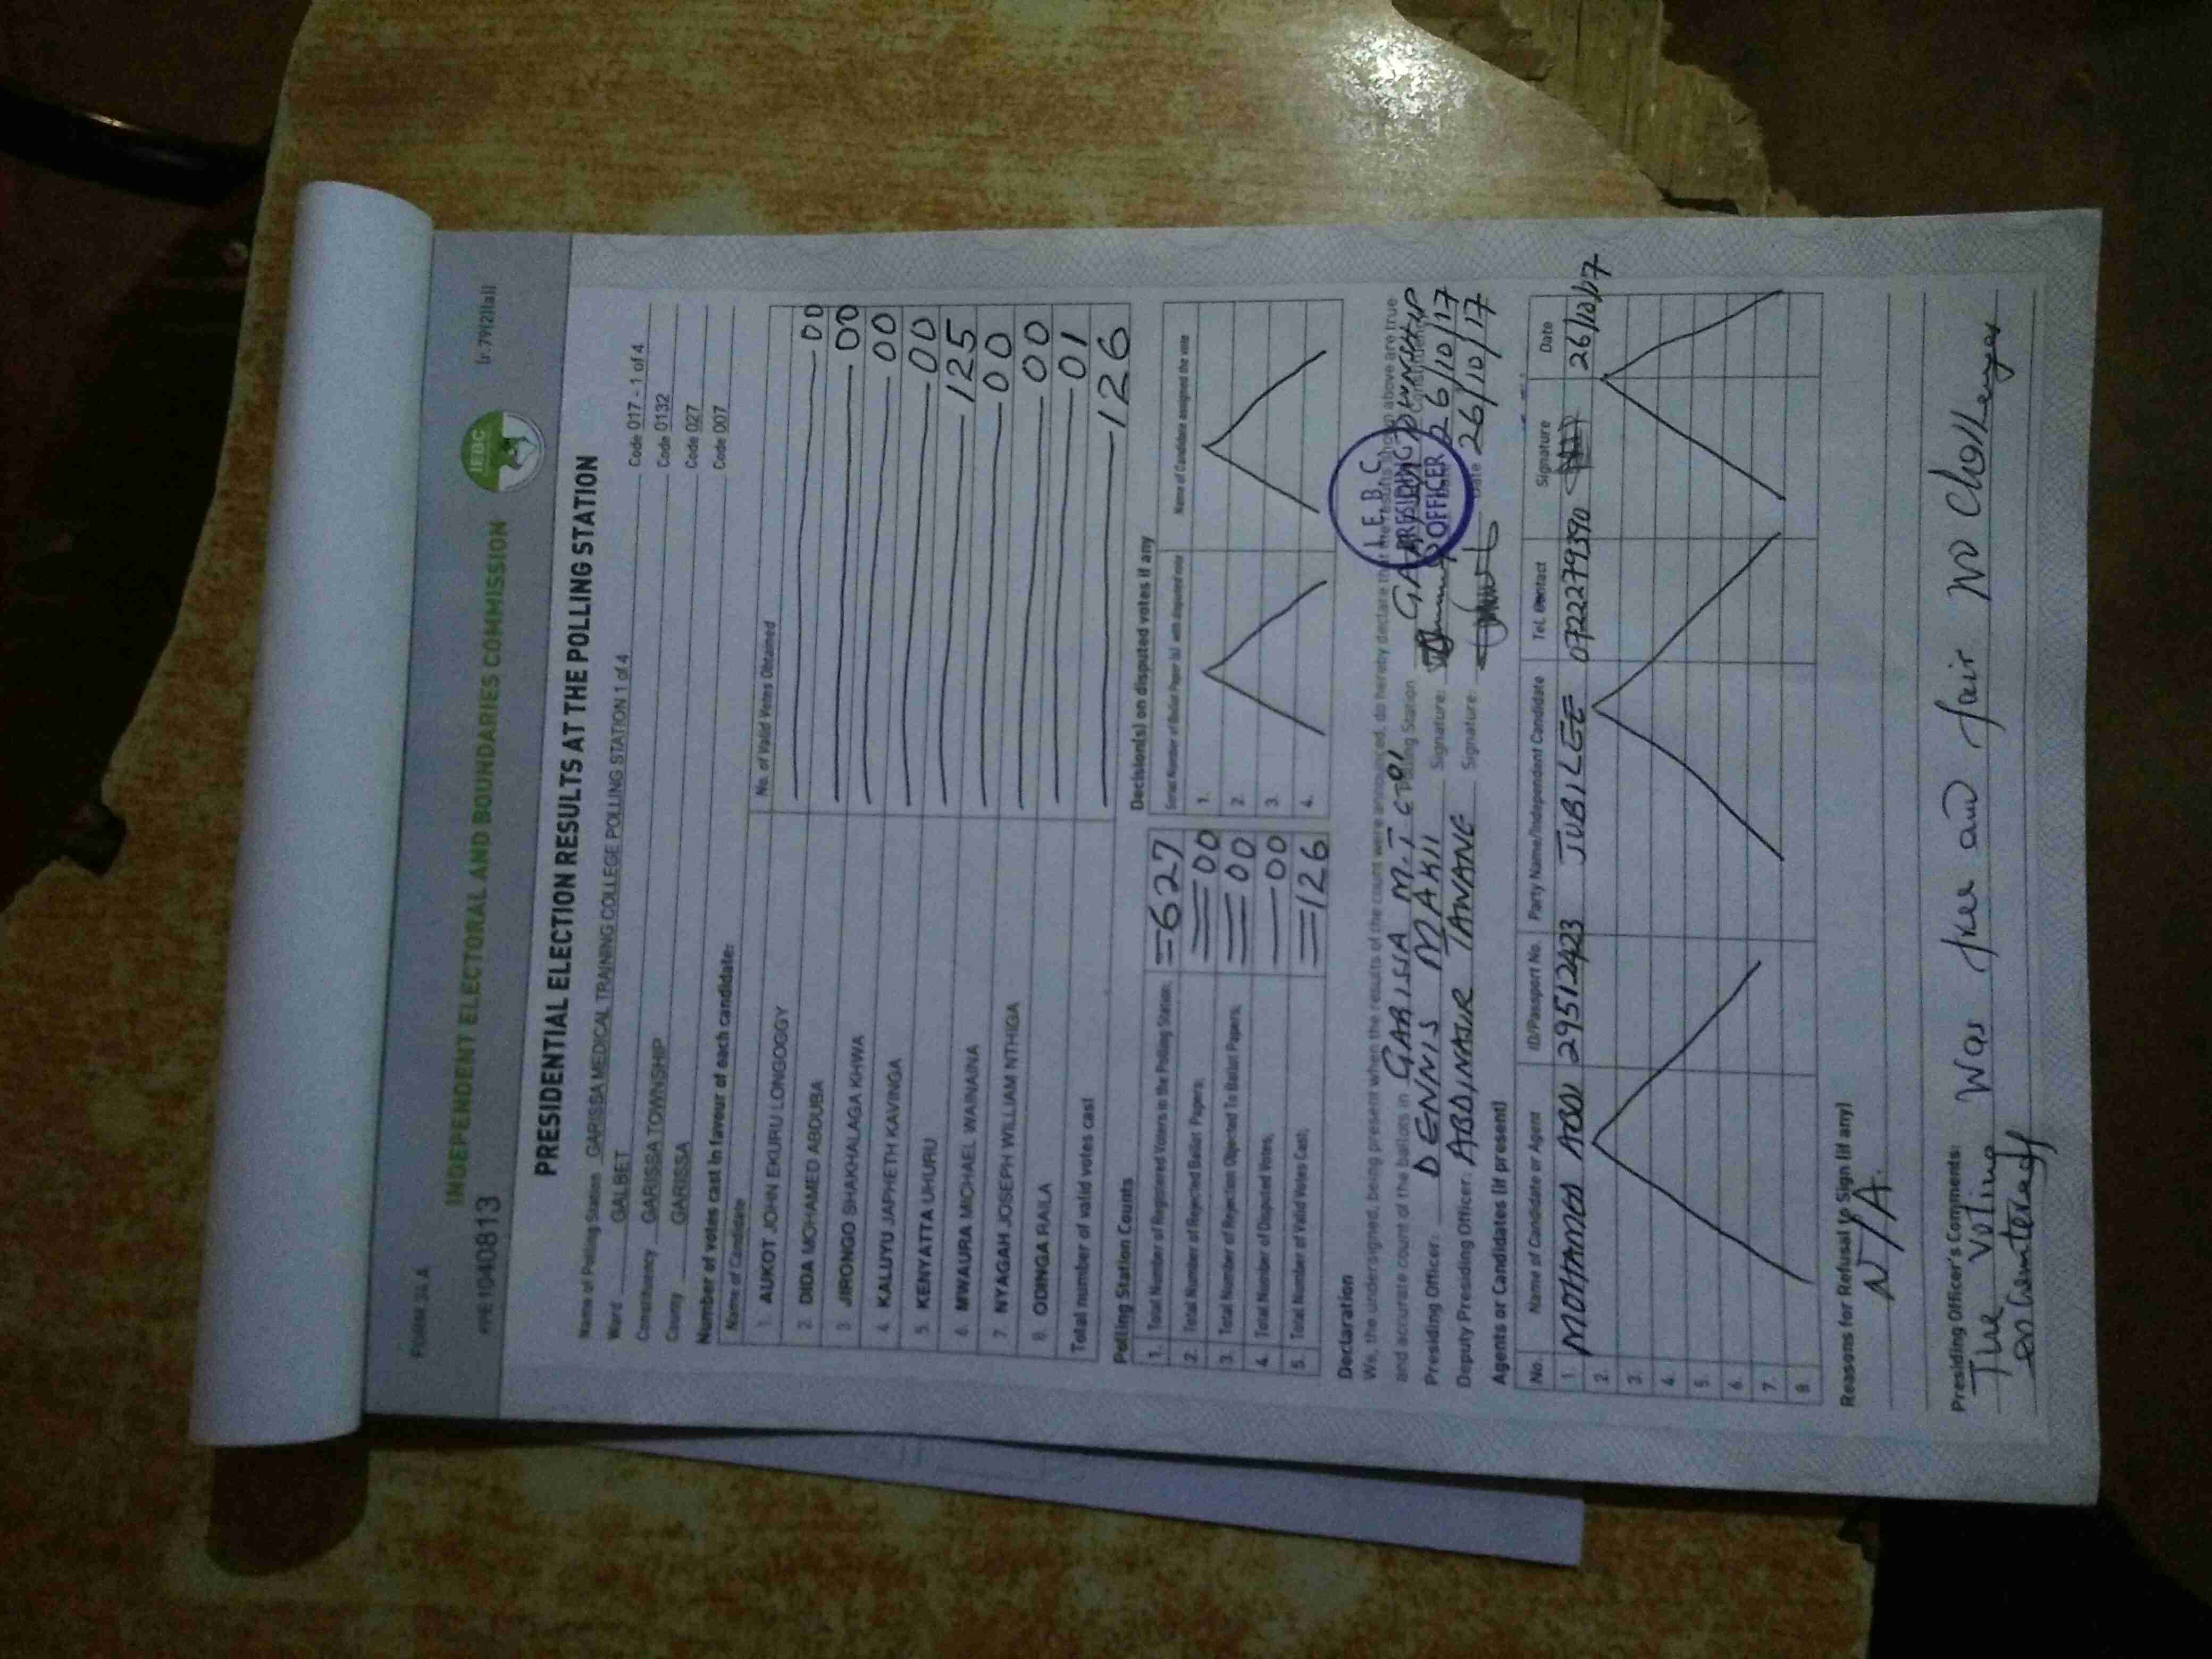 FORM 34A
INDEPENDENT ELECTORAL AND BOUNDARIES COMMISSION
IEBC
(r.79(2)(a))
PRESIDENTIAL ELECTION RESULTS AT THE POLLING STATION
Name of Polling Station GARISSA MEDICAL TRAINING COLLEGE POLLING STATION 1 of 4 Code 017 - 1 of 4
Ward GALBET Code 0132
Constituency GARISSA TOWNSHIP Code 027
County GARISSA Code 007
Number of votes cast in favour of each candidate:
Name of Candidate No. of Valid Votes Obtained
1. AUKOT JOHN EKURU LONGOGGY 00
2. DIDA MOHAMED ABDUBA 00
3. JIRONGO SHAKHALAGA KHWA 00
4. KALUYU JAPHETH KAVINGA 00
5. KENYATTA UHURU 125
6. MWAURA MICHAEL WAINAINA 00
7. NYAGAH JOSEPH WILLIAM NTHIGA 00
8. ODINGA RAILA 01
Total number of valid votes cast 126
Polling Station Counts
1. Total Number of Registered Voters in the Polling Station; =627
2. Total Number of Rejected Ballot Papers; 00
3. Total Number of Rejection Objected To Ballot Papers; 00
4. Total Number of Disputed Votes; 00
5. Total Number of Valid Votes Cast; =126
Decision(s) on disputed votes if any
Serial Number of Ballot Paper (s) with disputed vote Name of Candidate assigned the vote
1.
2.
3.
4.
Declaration
We, the undersigned, being present when the results of the count were announced, do hereby declare that the results shown above are true
and accurate count of the ballots in GARISSA M.T Polling Station
I.E.B.C
PRESIDING
OFFICER
Presiding Officer: DENNIS MAKII Signature: 26/10/17
Deputy Presiding Officer: Signature: Date 26/10/17
Agents or Candidates (if present)
No. Name of Candidate or Agent ID/Passport No. Party Name/Independent Candidate Tel. Contact Signature Date
1. MOHAMED ABDI 29512423 JUBILEE 0722279390 26/10/17
2.
3.
4.
5.
6.
7.
8.
Reasons for Refusal to Sign (if any)
N/A.
Presiding Officer's Comments:
The voting was free and fair no challenges
encountered